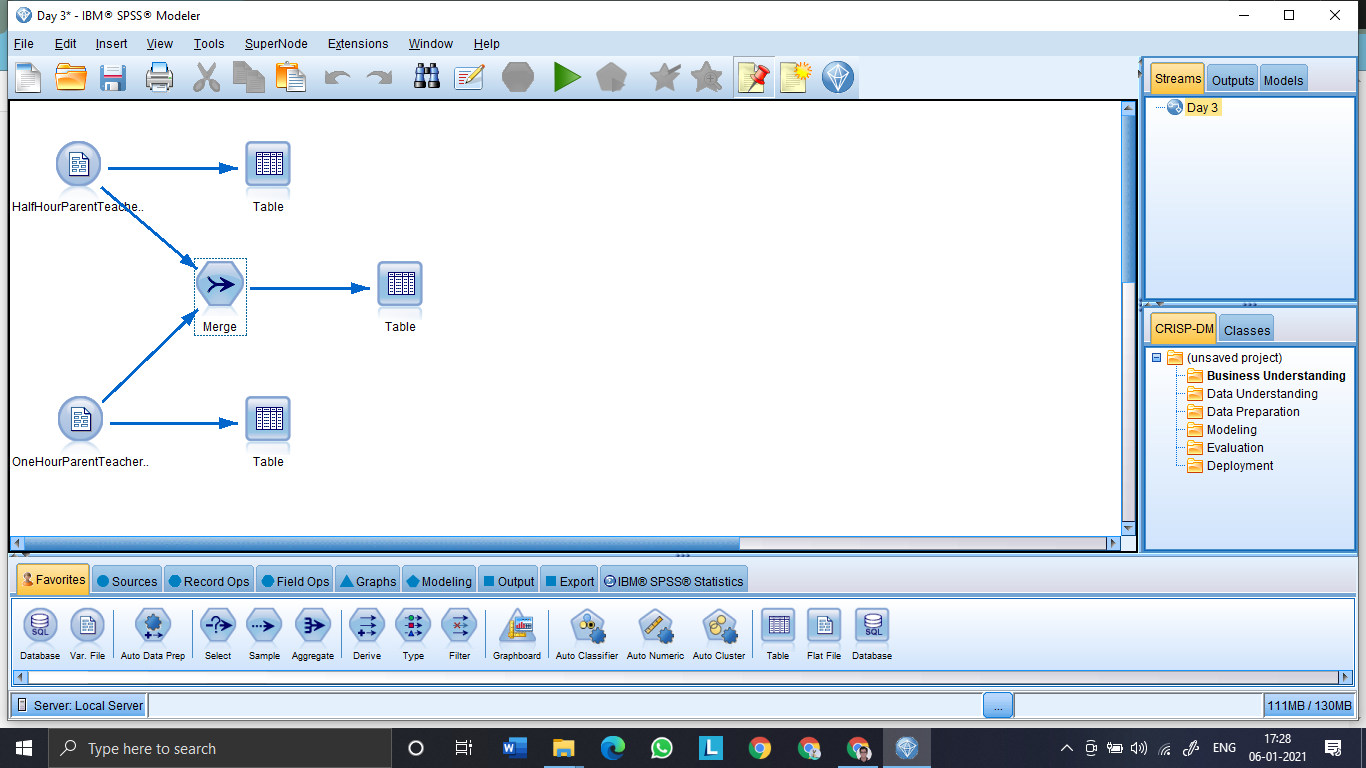 Day 3* - IBM® SPSS® Modeler
File Edit Insert View Tools SuperNode Extensions Window Help
HalfHourParentTeache..
Table
Merge
Table
OneHourParentTeacher..
Table
Streams Outputs Models
Day 3
CRISP-DM Classes
(unsaved project)
Business Understanding
Data Understanding
Data Preparation
Modeling
Evaluation
Deployment
Favorites Sources Record Ops Field Ops Graphs Modeling Output Export IBM® SPSS® Statistics
SQL
SQL
Database Var. File Auto Data Prep Select Sample Aggregate Derive Type Filter Graphboard Auto Classifier Auto Numeric Auto Cluster Table Flat File Database
Server: Local Server ... 111MB / 130MB
Type here to search
W
L
ENG
17:28
06-01-2021